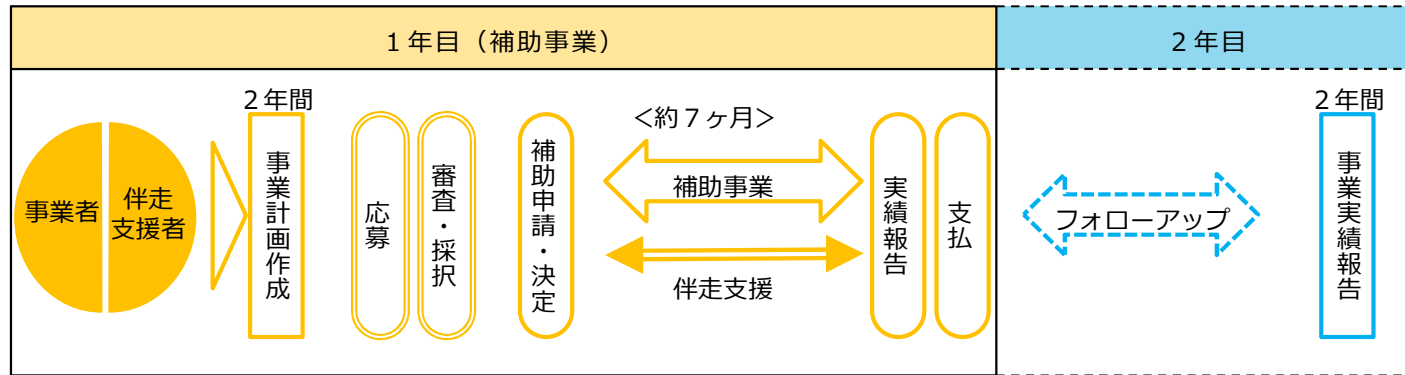 １年目（補助事業）
２年目
事業者
伴走
支援者
２年間
事業計画作成
応募
審査・採択
補助申請・決定
＜約７ヶ月＞
補助事業
伴走支援
実績報告
支払
フォローアップ
２年間
事業実績報告